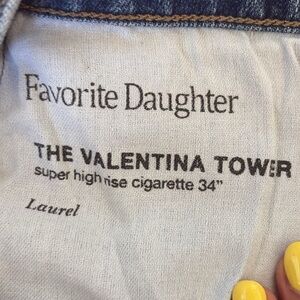 Favorite Daughter
THE VALENTINA TOWER
super high rise cigarette 34"
Laurel